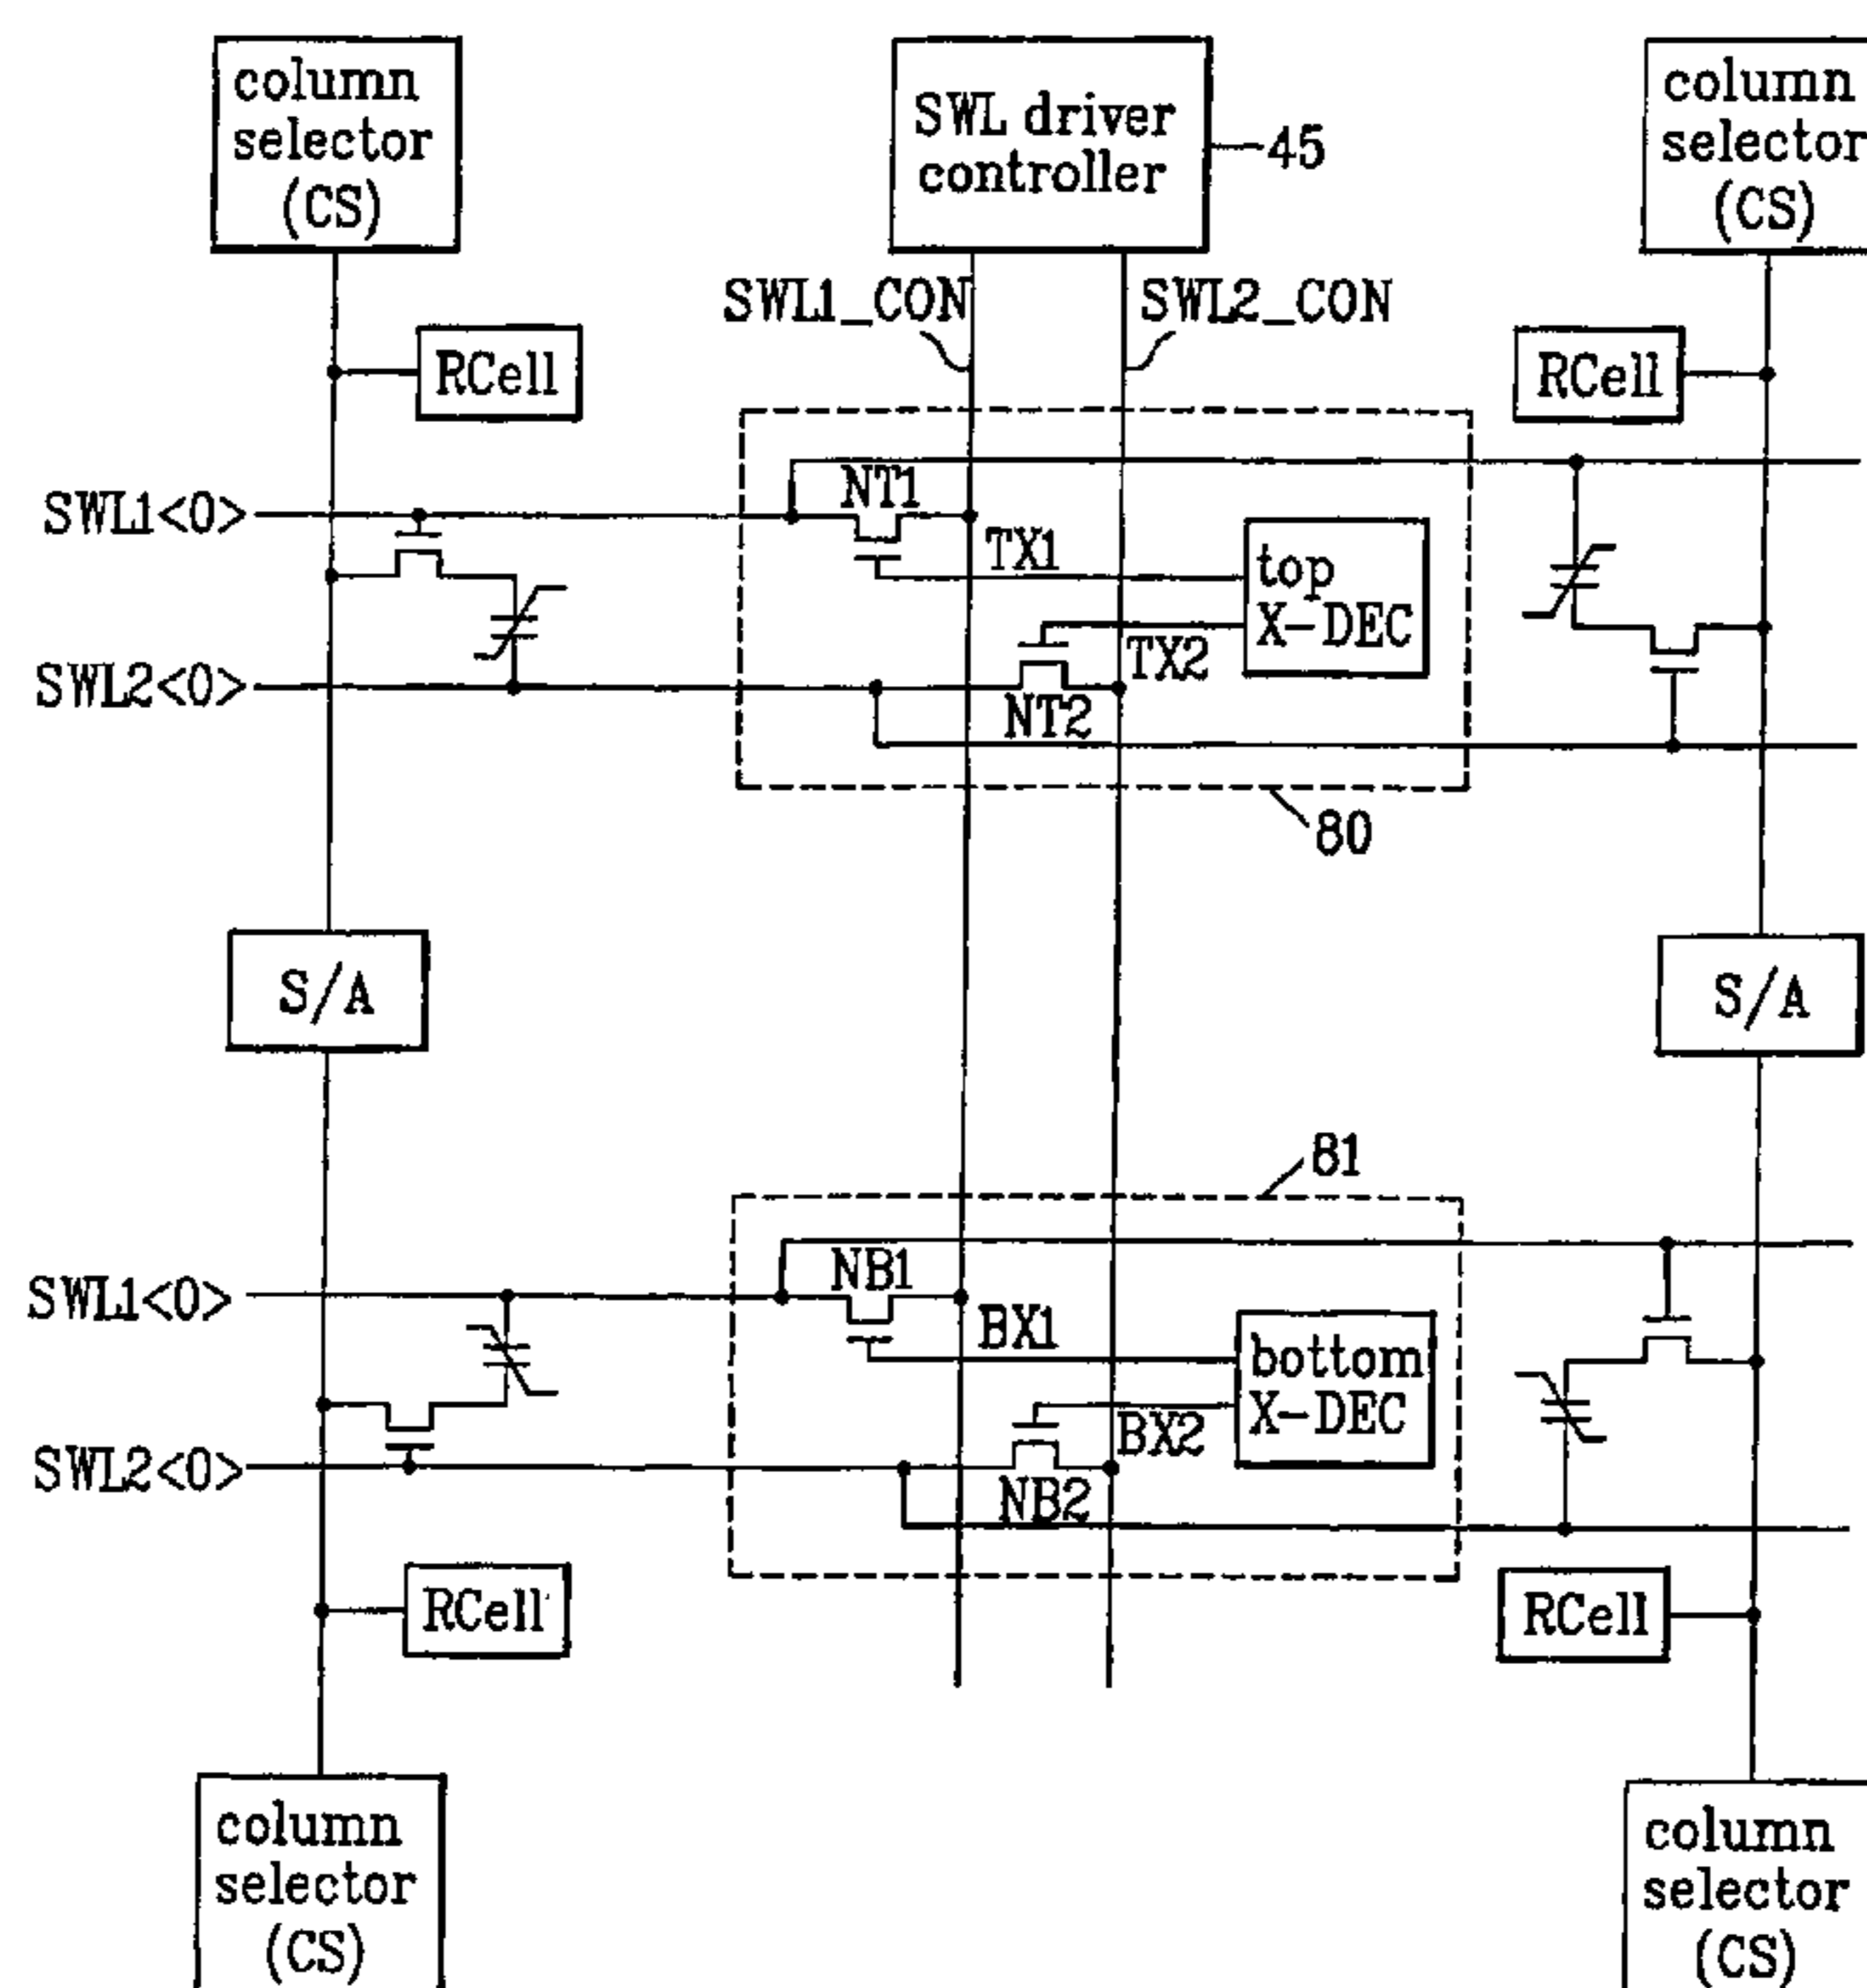 column
selector
(CS)
SWL driver
controller
45
column
selector
(CS)
SWL1_CON
SWL2_CON
RCell
RCell
NT1
SWL1<0>
TX1
top
X-DEC
TX2
SWL2<0>
NT2
80
S/A
S/A
81
NB1
SWL1<0>
BX1
bottom
X-DEC
BX2
SWL2<0>
NB2
RCell
RCell
column
selector
(CS)
column
selector
(CS)